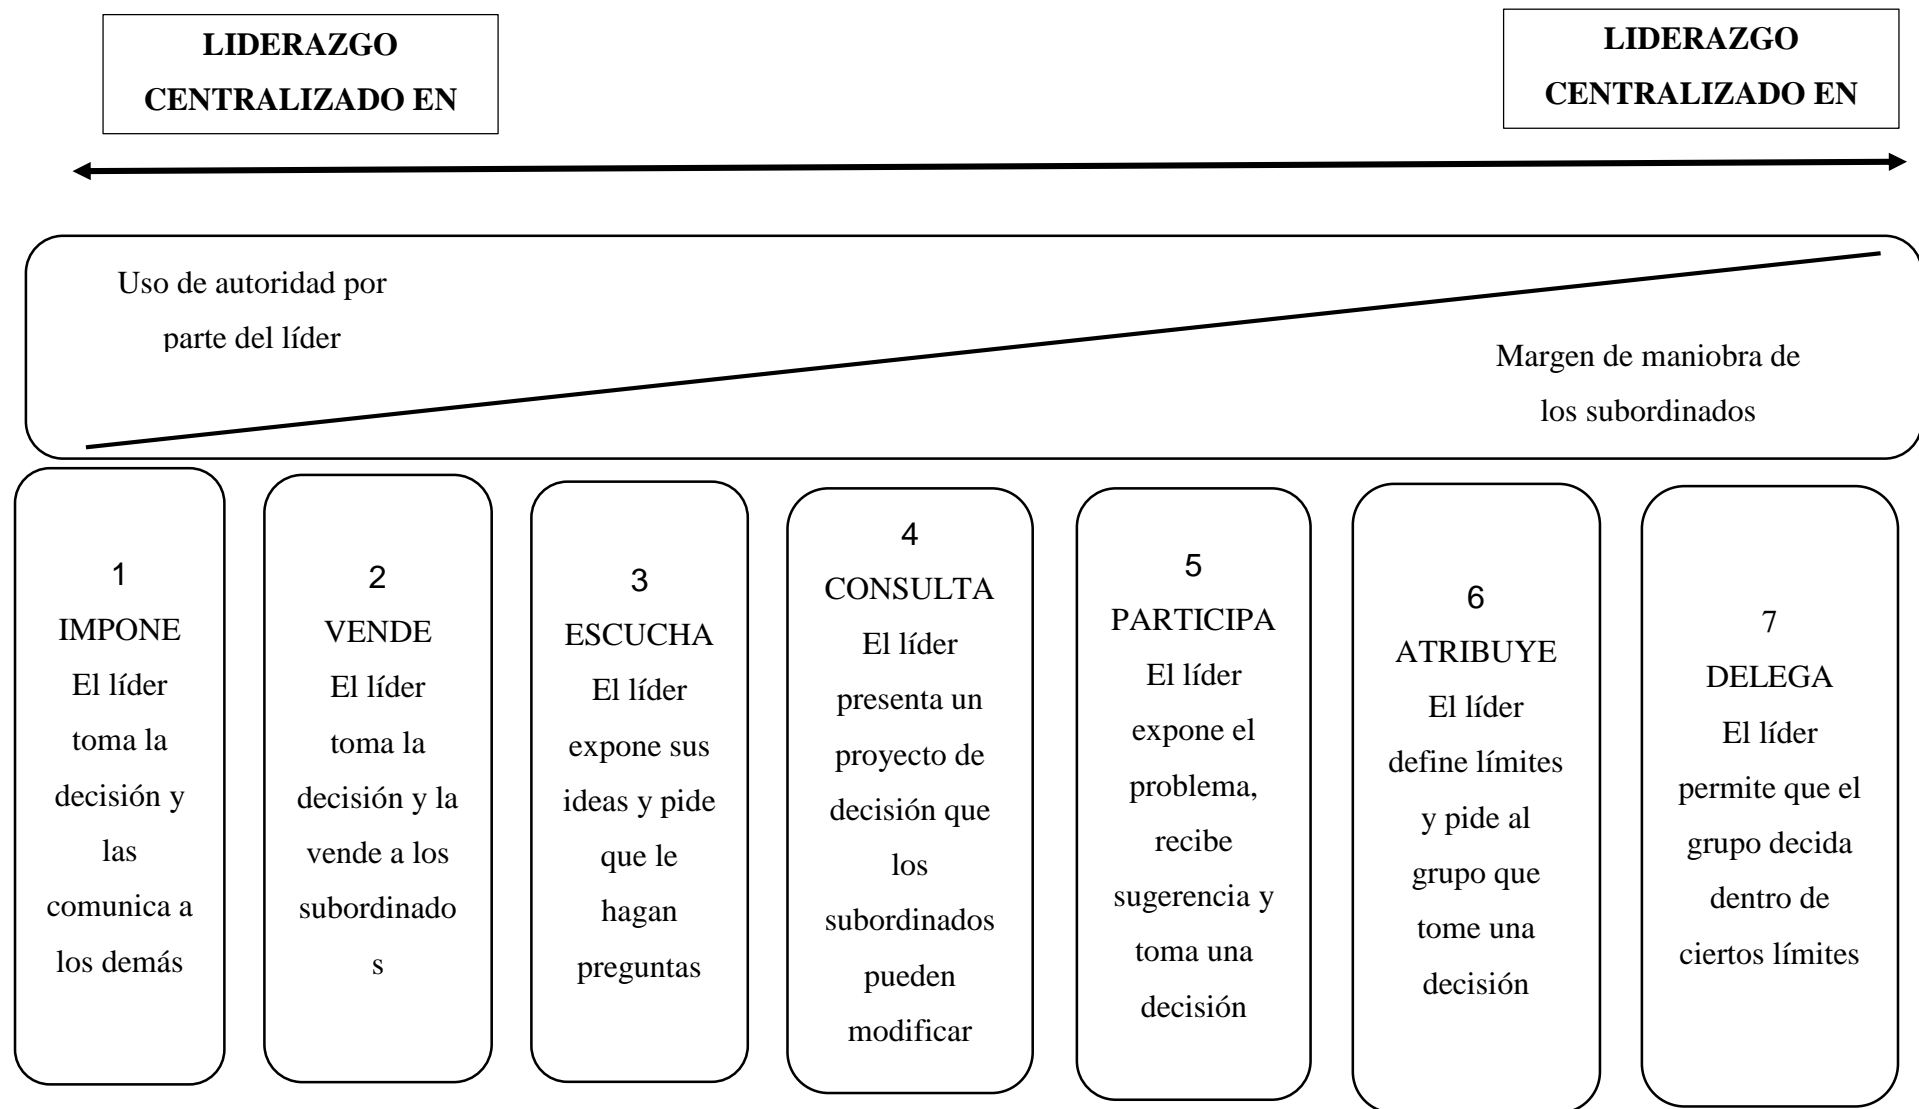 LIDERAZGO
CENTRALIZADO EN
LIDERAZGO
CENTRALIZADO EN
Uso de autoridad por
parte del líder
Margen de maniobra de
los subordinados
1
IMPONE
El líder
toma la
decisión y
las
comunica a
los demás
2
VENDE
El líder
toma la
decisión y la
vende a los
subordinado
s
3
ESCUCHA
El líder
expone sus
ideas y pide
que le
hagan
preguntas
4
CONSULTA
El líder
presenta un
proyecto de
decisión que
los
subordinados
pueden
modificar
5
PARTICIPA
El líder
expone el
problema,
recibe
sugerencia y
toma una
decisión
6
ATRIBUYE
El líder
define límites
y pide al
grupo que
tome una
decisión
7
DELEGA
El líder
permite que el
grupo decida
dentro de
ciertos límites